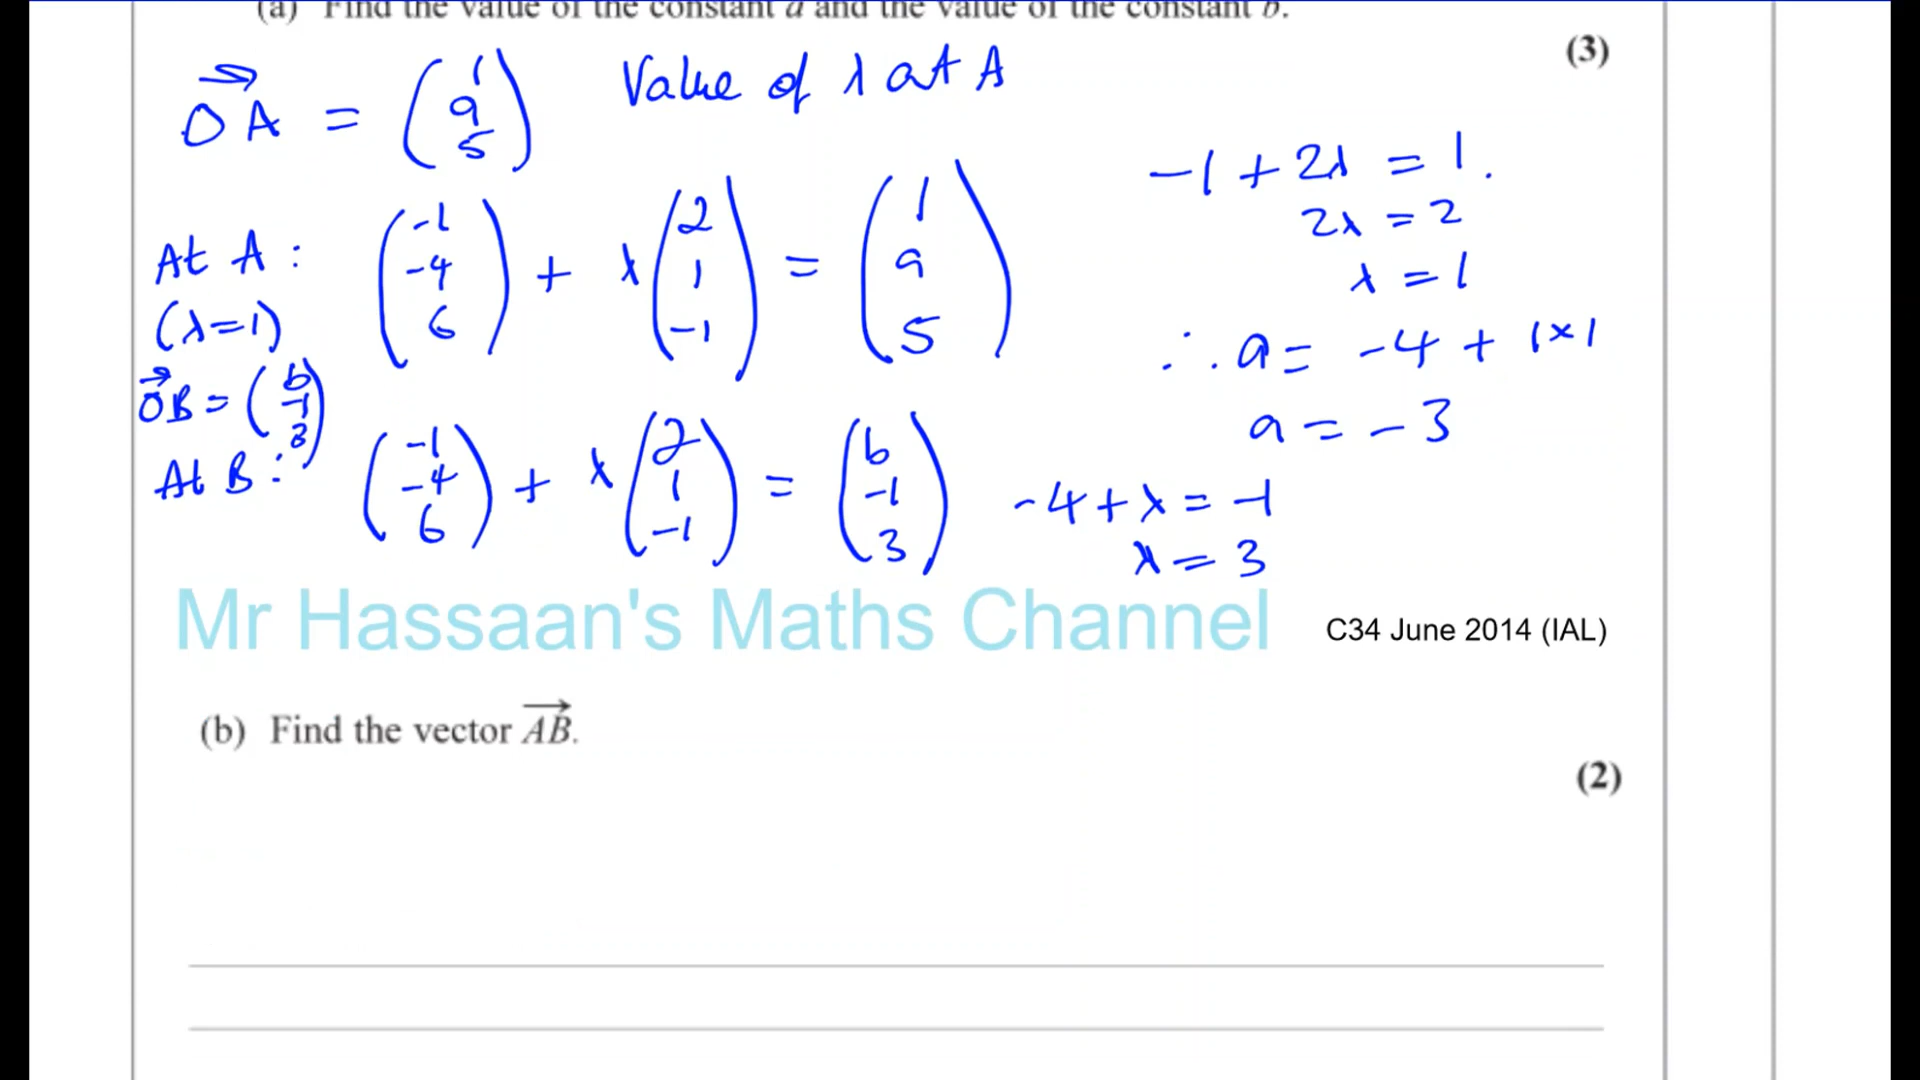 (a) Find the value of the constant a and the value of the constant b.
(3)
OA = (1 a 5) Value of λ at A
-1 + 2λ = 1.
2λ = 2
λ = 1
At A : (-1 -4 6) + λ(2 1 -1) = (1 a 5)
(λ=1)
∴ a = -4 + 1×1
a = -3
OB = (b -1 3)
At B : (-1 -4 6) + λ(2 1 -1) = (b -1 3)
-4 + λ = -1
λ = 3
Mr Hassaan's Maths Channel
C34 June 2014 (IAL)
(b) Find the vector AB.
(2)